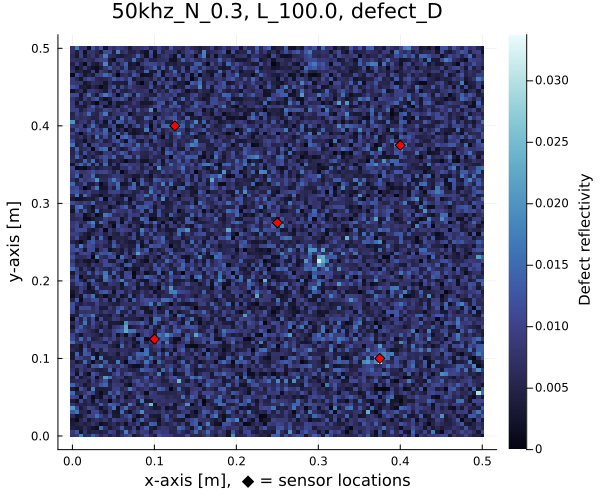 50khz_N_0.3, L_100.0, defect_D
0.5
0.4
0.3
0.2
0.1
0.0
y-axis [m]
0.0 0.1 0.2 0.3 0.4 0.5
x-axis [m], ◆ = sensor locations
0.030
0.025
0.020
0.015
0.010
0.005
0
Defect reflectivity